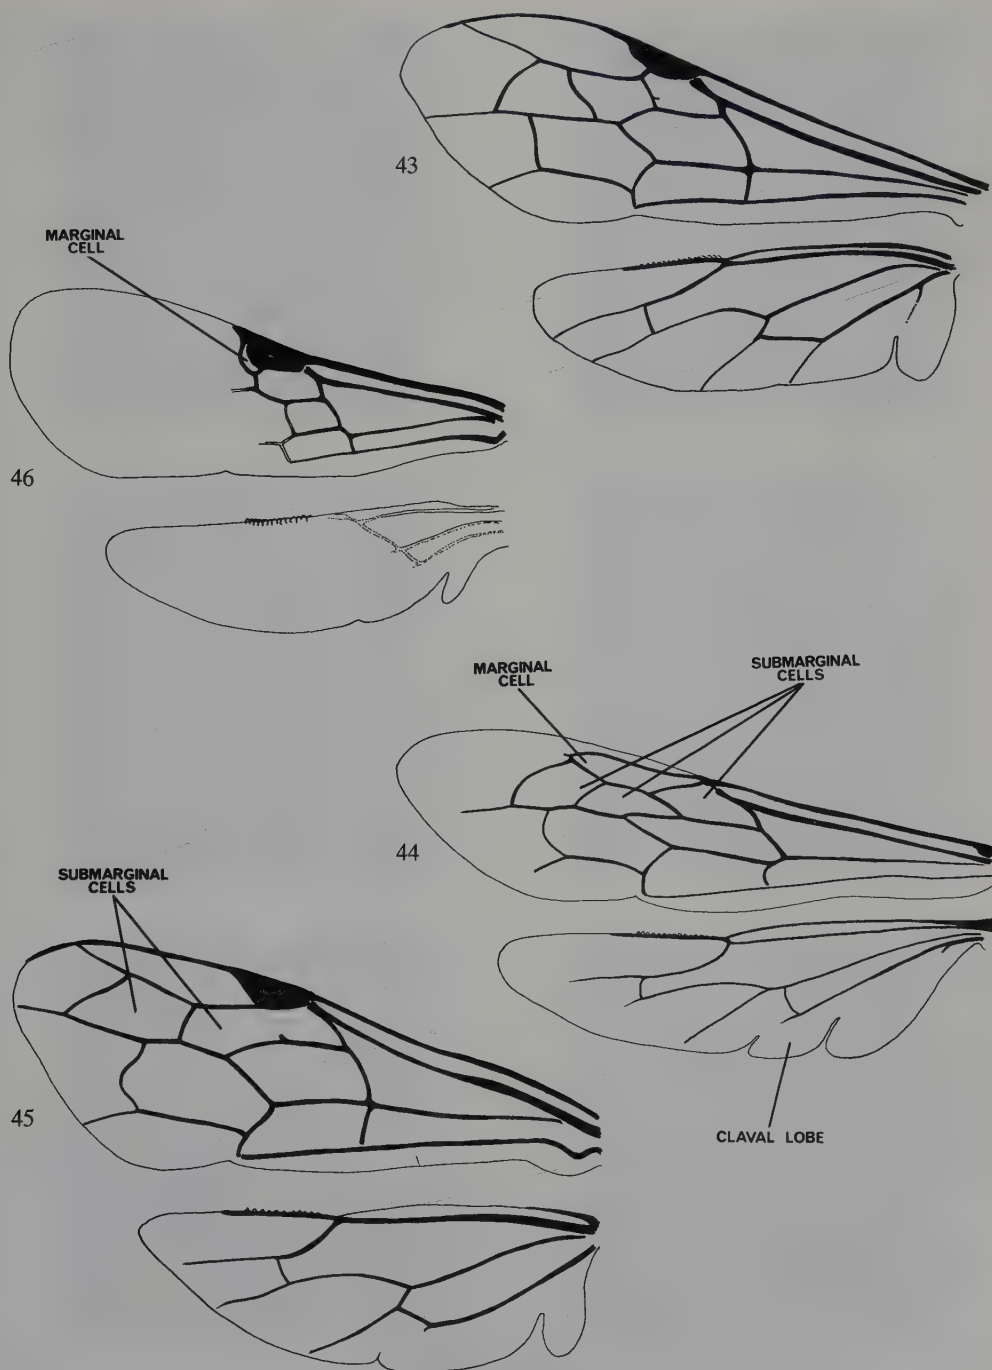 43
MARGINAL
CELL
46
MARGINAL
CELL
SUBMARGINAL
CELLS
44
SUBMARGINAL
CELLS
45
CLAVAL LOBE